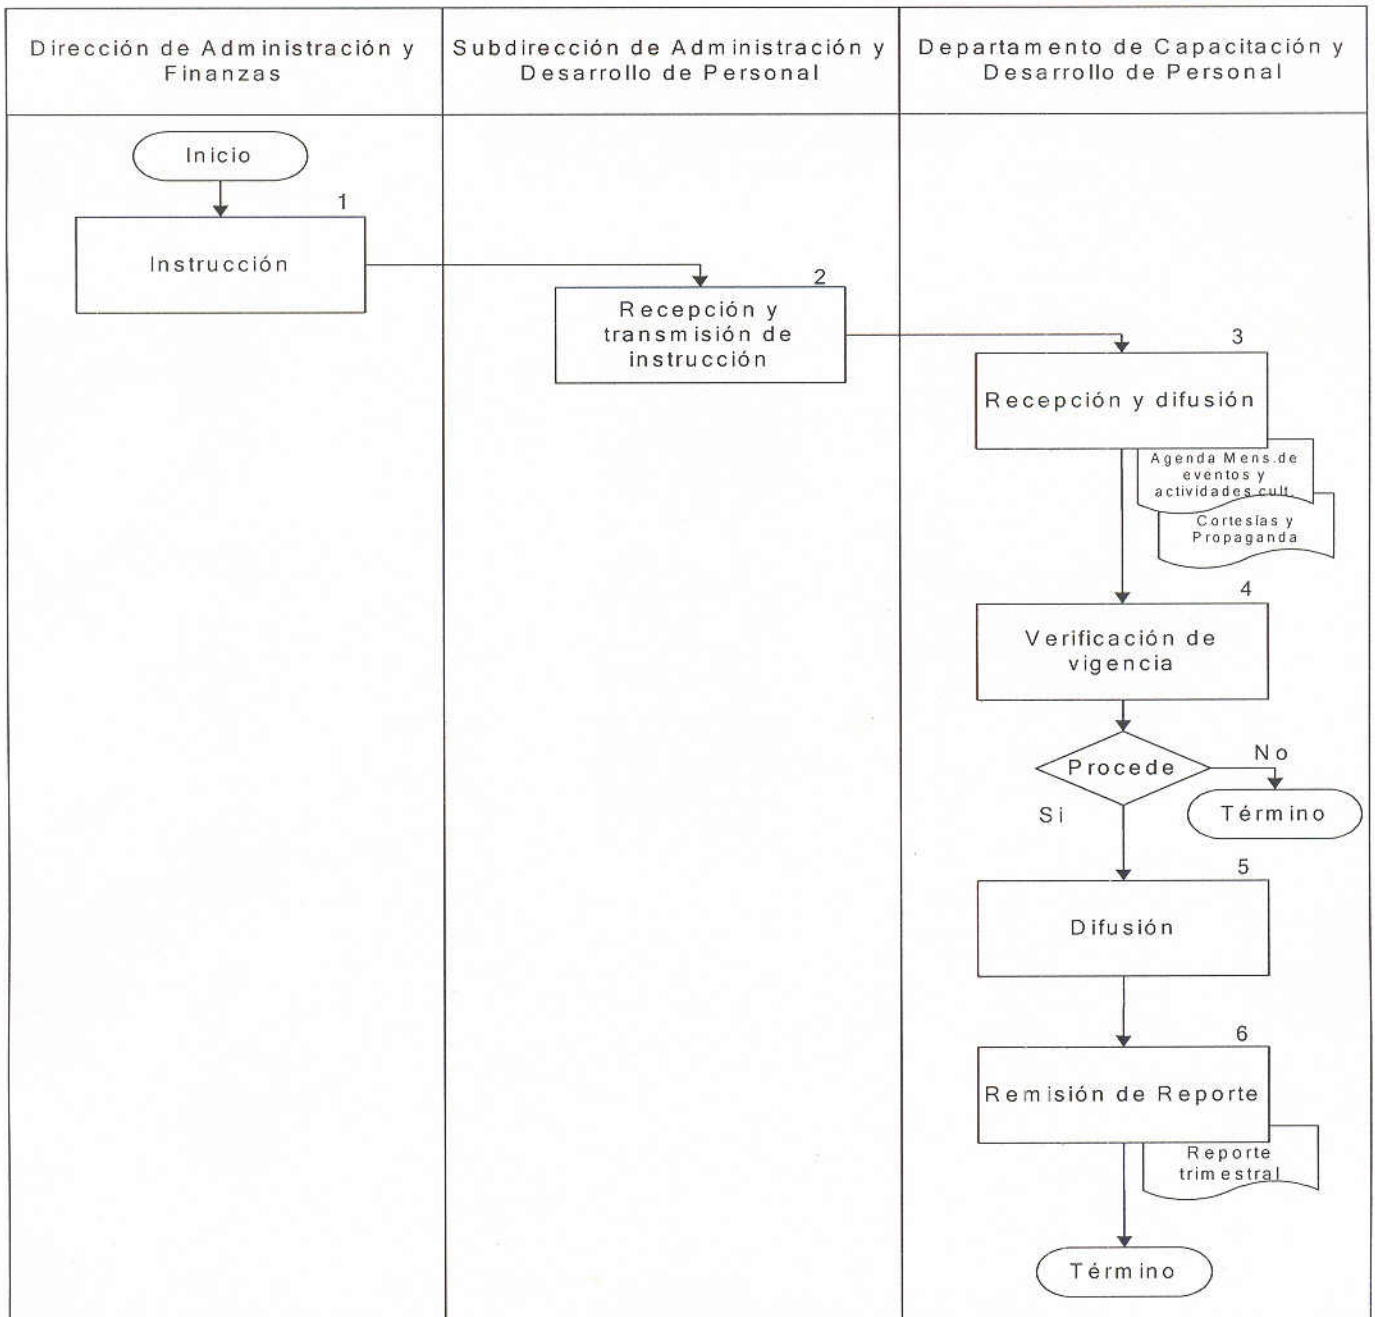 Dirección de Administración y
Finanzas
Subdirección de Administración y
Desarrollo de Personal
Departamento de Capacitación y
Desarrollo de Personal
Inicio
1
Instrucción
2
Recepción y
transmisión de
instrucción
3
Recepción y difusión
Agenda Mens.de
eventos y
actividades cult.
Cortesías y
Propaganda
4
Verificación de
vigencia
Procede
No
Si
Término
5
Difusión
6
Remisión de Reporte
Reporte
trimestral
Término